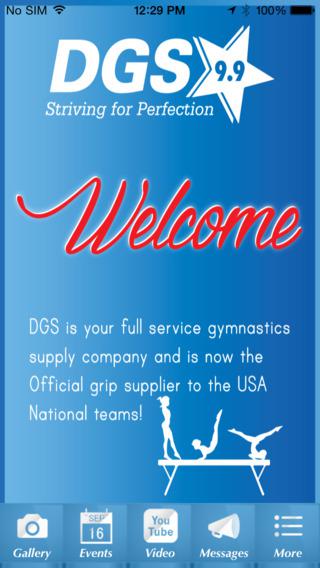 No SIM 12:29 PM 100%
DGS 9.9
Striving for Perfection
Welcome
DGS is your full service gymnastics
supply company and is now the
Official grip supplier to the USA
National teams!
SEP
16
You
Tube
Gallery Events Video Messages More